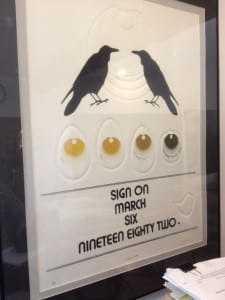 SIGN ON
MARCH
SIX
NINETEEN EIGHTY TWO.